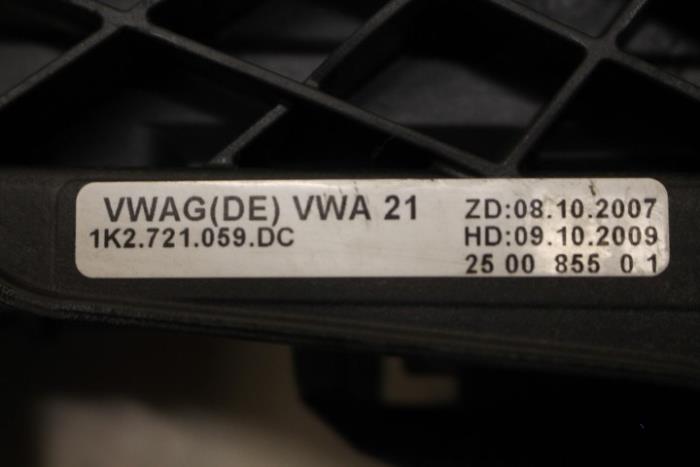 VWAG(DE) VWA 21
1K2.721.059.DC
ZD:08.10.2007
HD:09.10.2009
25 00 855 0 1